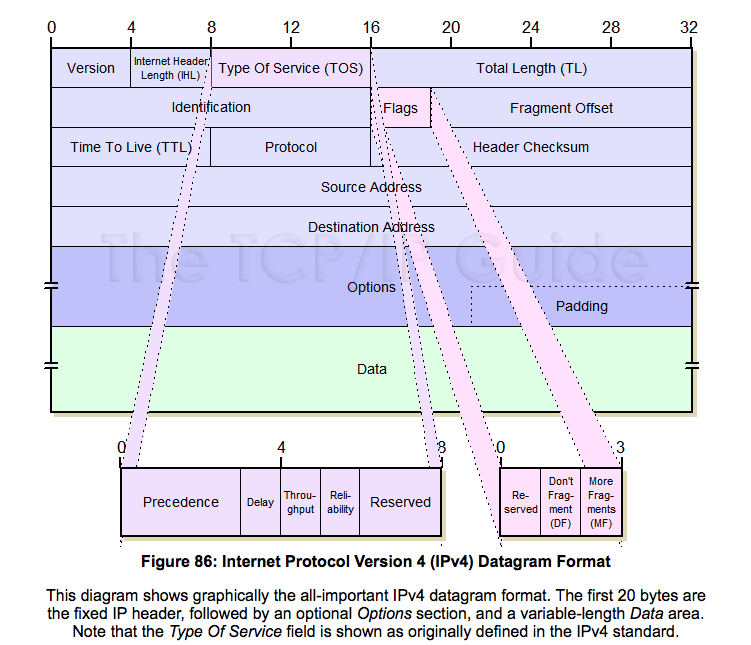 0 4 8 12 16 20 24 28 32
Version
Internet Header
Length (IHL)
Type Of Service (TOS)
Total Length (TL)
Identification
Flags
Fragment Offset
Time To Live (TTL)
Protocol
Header Checksum
Source Address
Destination Address
The TCP/IP Guide
Options
Padding
Data
0 4 8
Precedence
Delay
Throu-
ghput
Reli-
ability
Reserved
0 3
Re-
served
Don't
Frag-
ment
(DF)
More
Frag-
ments
(MF)
Figure 86: Internet Protocol Version 4 (IPv4) Datagram Format
This diagram shows graphically the all-important IPv4 datagram format. The first 20 bytes are
the fixed IP header, followed by an optional Options section, and a variable-length Data area.
Note that the Type Of Service field is shown as originally defined in the IPv4 standard.